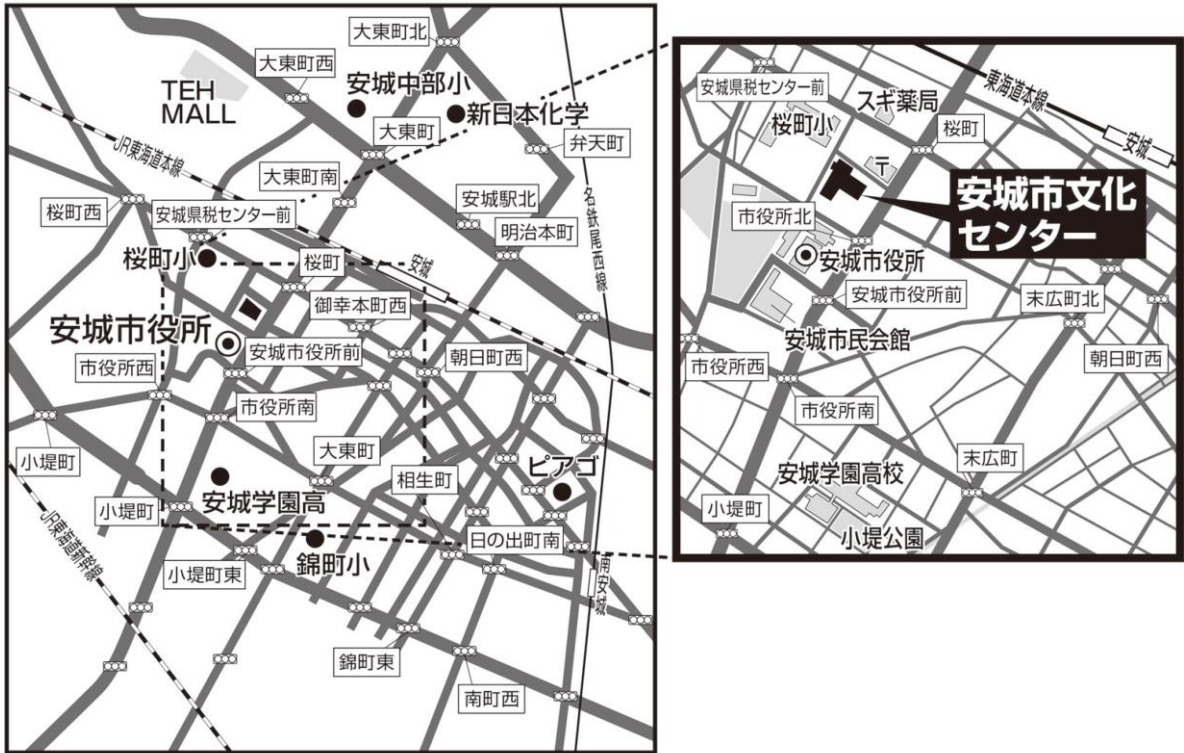 大東町北
大東町西
TEH
MALL
安城中部小
新日本化学
大東町
弁天町
JR東海道本線
大東町南
名鉄尾西線
桜町西
安城県税センター前
安城駅北
明治本町
桜町小
桜町
安城
御幸本町西
安城市役所
安城市役所前
朝日町西
市役所西
市役所南
大東町
小堤町
相生町
ピアゴ
安城学園高
小堤町
日の出町南
JR東海道新幹線
錦町小
小堤町東
南安城
錦町東
南町西
安城県税センター前
スギ薬局
東海道本線
桜町小
桜町
安城
〒
安城市文化
センター
市役所北
安城市役所
安城市役所前
末広町北
安城市民会館
朝日町西
市役所西
市役所南
末広町
安城学園高校
小堤町
小堤公園